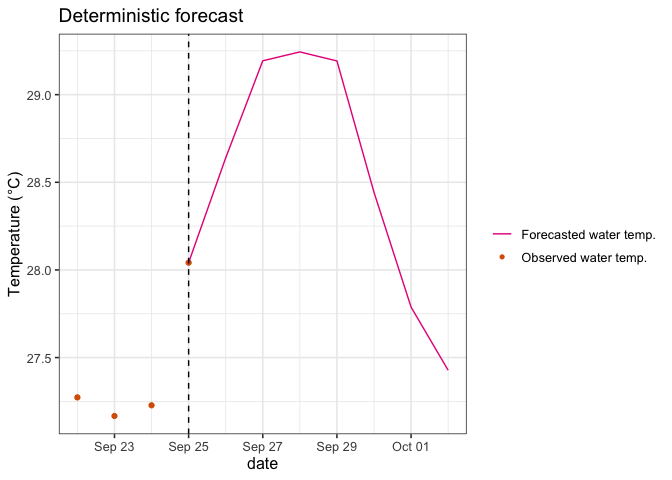 Deterministic forecast
Temperature (°C)
29.0
28.5
28.0
27.5
Sep 23 Sep 25 Sep 27 Sep 29 Oct 01
date
Forecasted water temp.
Observed water temp.